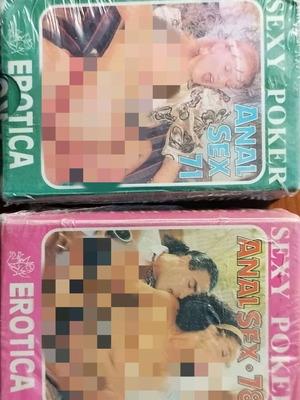 SEXY POKER
ANAL
SEX
71
EROTICA
SEXY POKER
ANAL SEX • 78
EROTICA